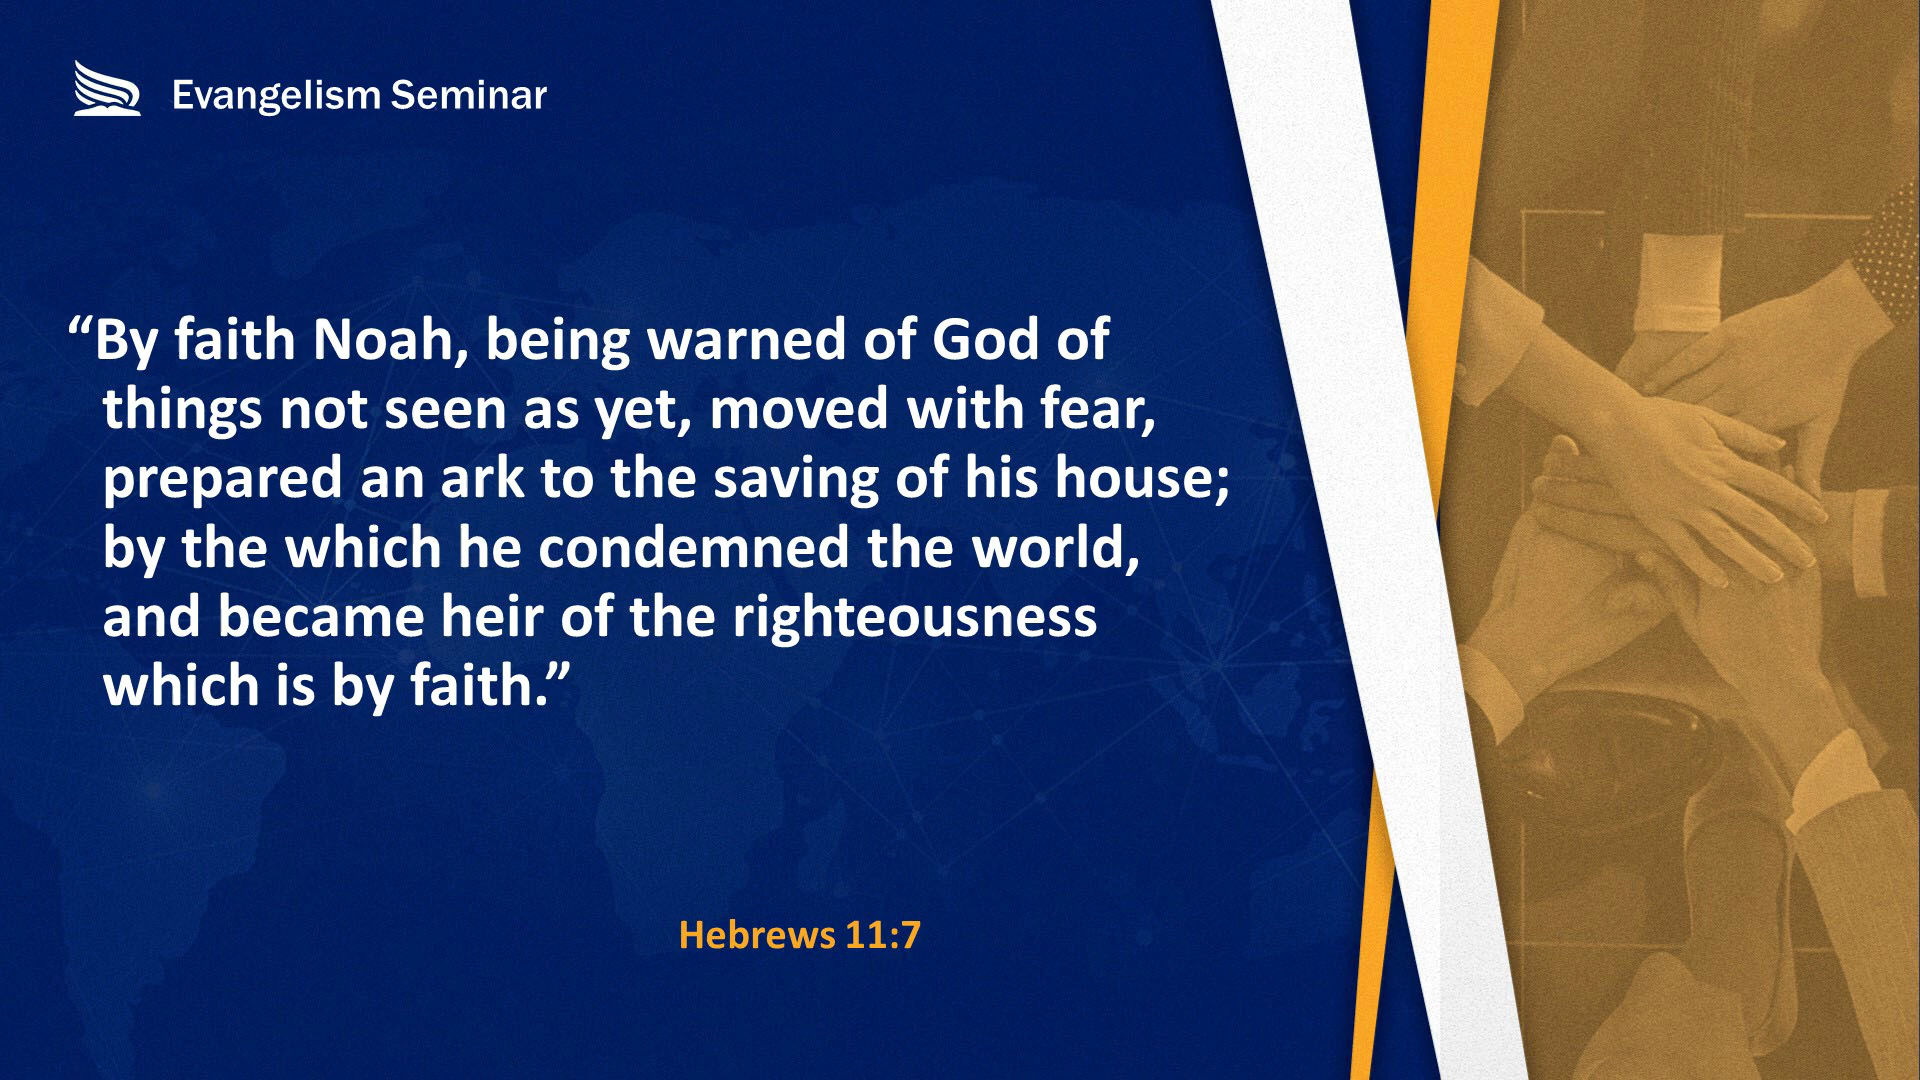 Evangelism Seminar
“By faith Noah, being warned of God of
things not seen as yet, moved with fear,
prepared an ark to the saving of his house;
by the which he condemned the world,
and became heir of the righteousness
which is by faith.”
Hebrews 11:7